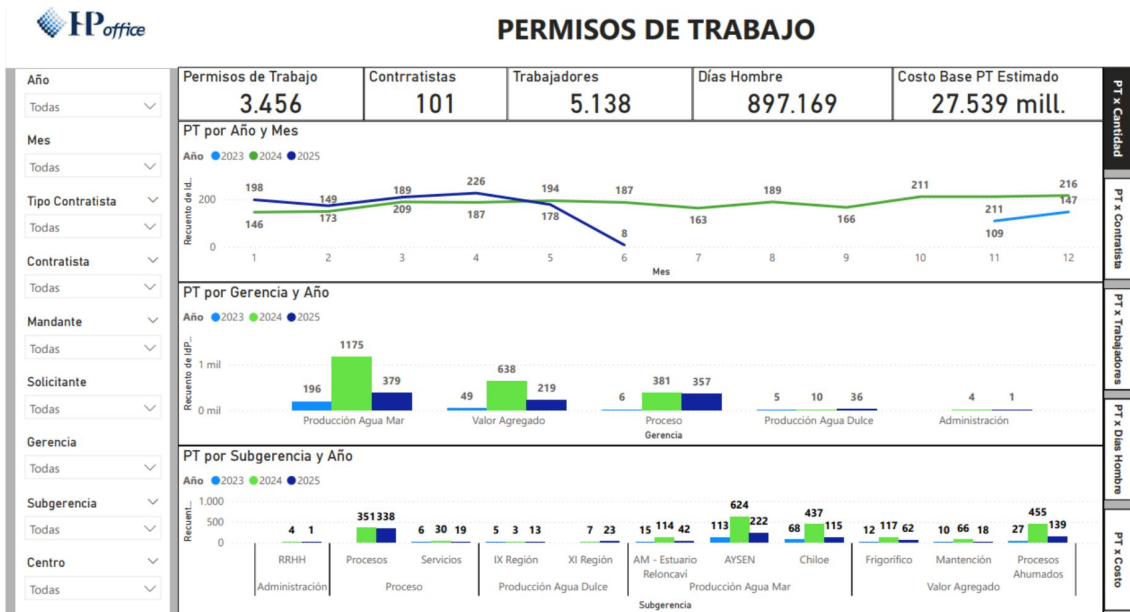 HPoffice
PERMISOS DE TRABAJO
Año
Todas
Mes
Todas
Tipo Contratista
Todas
Contratista
Todas
Mandante
Todas
Solicitante
Todas
Gerencia
Todas
Subgerencia
Todas
Centro
Todas
Permisos de Trabajo
3.456
Contrratistas
101
Trabajadores
5.138
Días Hombre
897.169
Costo Base PT Estimado
27.539 mill.
PT por Año y Mes
Año 2023 2024 2025
Recuento de Id...
200
0
198 149 189 226 194 187 189 211 216
146 173 209 187 178 8 163 166 211 109 147
1 2 3 4 5 6 7 8 9 10 11 12
Mes
PT por Gerencia y Año
Año 2023 2024 2025
Recuento de IdP...
1 mil
0 mil
196 1175 379 49 638 219 6 381 357 5 10 36 4 1
Producción Agua Mar Valor Agregado Proceso Producción Agua Dulce Administración
Gerencia
PT por Subgerencia y Año
Año 2023 2024 2025
Recuent...
1.000
500
0
4 1 351 338 6 30 19 5 3 13 7 23 15 114 42 113 624 222 68 437 115 12 117 62 10 66 18 27 455 139
RRHH Procesos Servicios IX Región XI Región AM - Estuario AYSEN Chiloe Frigorífico Mantención Procesos
Reloncaví Ahumados
Administración Proceso Producción Agua Dulce Producción Agua Mar Valor Agregado
Subgerencia
PT x Cantidad
PT x Contratista
PT x Trabajadores
PT x Días Hombre
PT x Costo